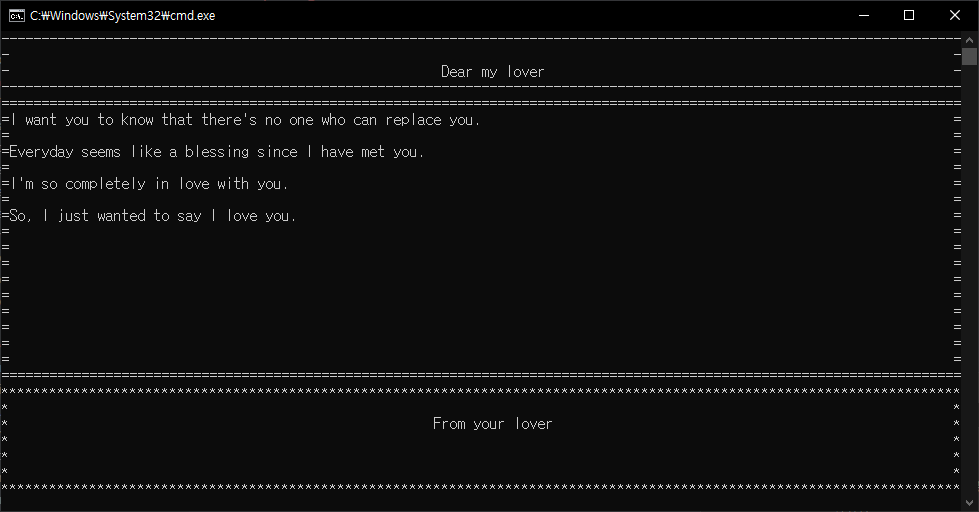 C:₩Windows₩System32₩cmd.exe
Dear my lover
I want you to know that there's no one who can replace you.
Everyday seems like a blessing since I have met you.
I'm so completely in love with you.
So, I just wanted to say I love you.
From your lover